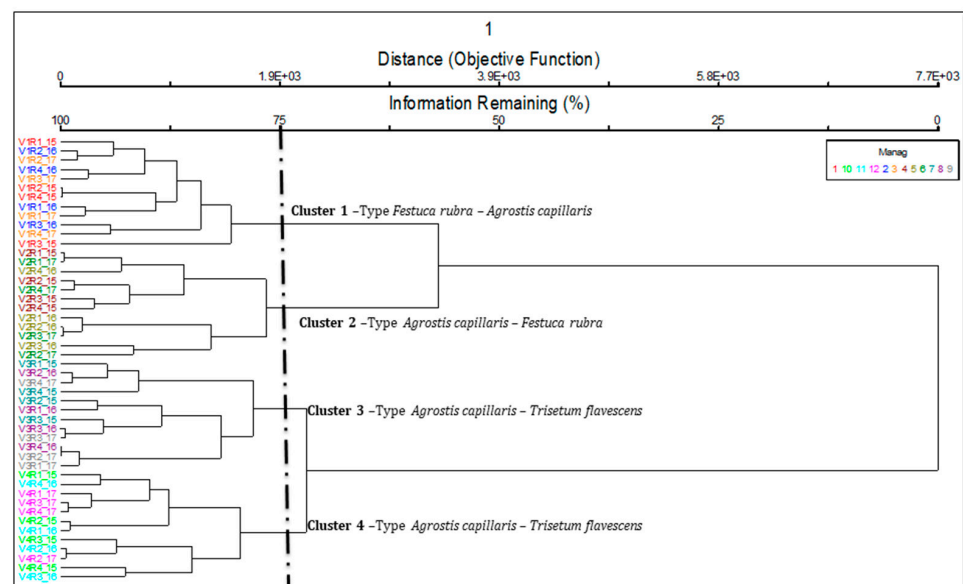 1
Distance (Objective Function)
0 1.9E+03 3.9E+03 5.8E+03 7.7E+03
Information Remaining (%)
100 75 50 25 0
Manag
1 10 11 12 2 3 4 5 6 7 8 9
V1R1_15
V1R2_16
V1R2_17
V1R4_16
V1R3_17
V1R2_15
V1R4_15
V1R1_16
V1R1_17
V1R3_16
V1R4_17
V1R3_15
V2R1_15
V2R1_17
V2R4_16
V2R2_15
V2R4_17
V2R3_15
V2R4_15
V2R1_16
V2R2_16
V2R3_17
V2R3_16
V2R2_17
V3R1_15
V3R2_16
V3R4_17
V3R4_15
V3R2_15
V3R1_16
V3R3_15
V3R3_16
V3R3_17
V3R4_16
V3R2_17
V3R1_17
V4R1_15
V4R4_16
V4R1_17
V4R3_17
V4R4_17
V4R2_15
V4R1_16
V4R3_15
V4R2_16
V4R2_17
V4R4_15
V4R3_16
Cluster 1 –Type Festuca rubra – Agrostis capillaris
Cluster 2 –Type Agrostis capillaris – Festuca rubra
Cluster 3 –Type Agrostis capillaris – Trisetum flavescens
Cluster 4 –Type Agrostis capillaris – Trisetum flavescens